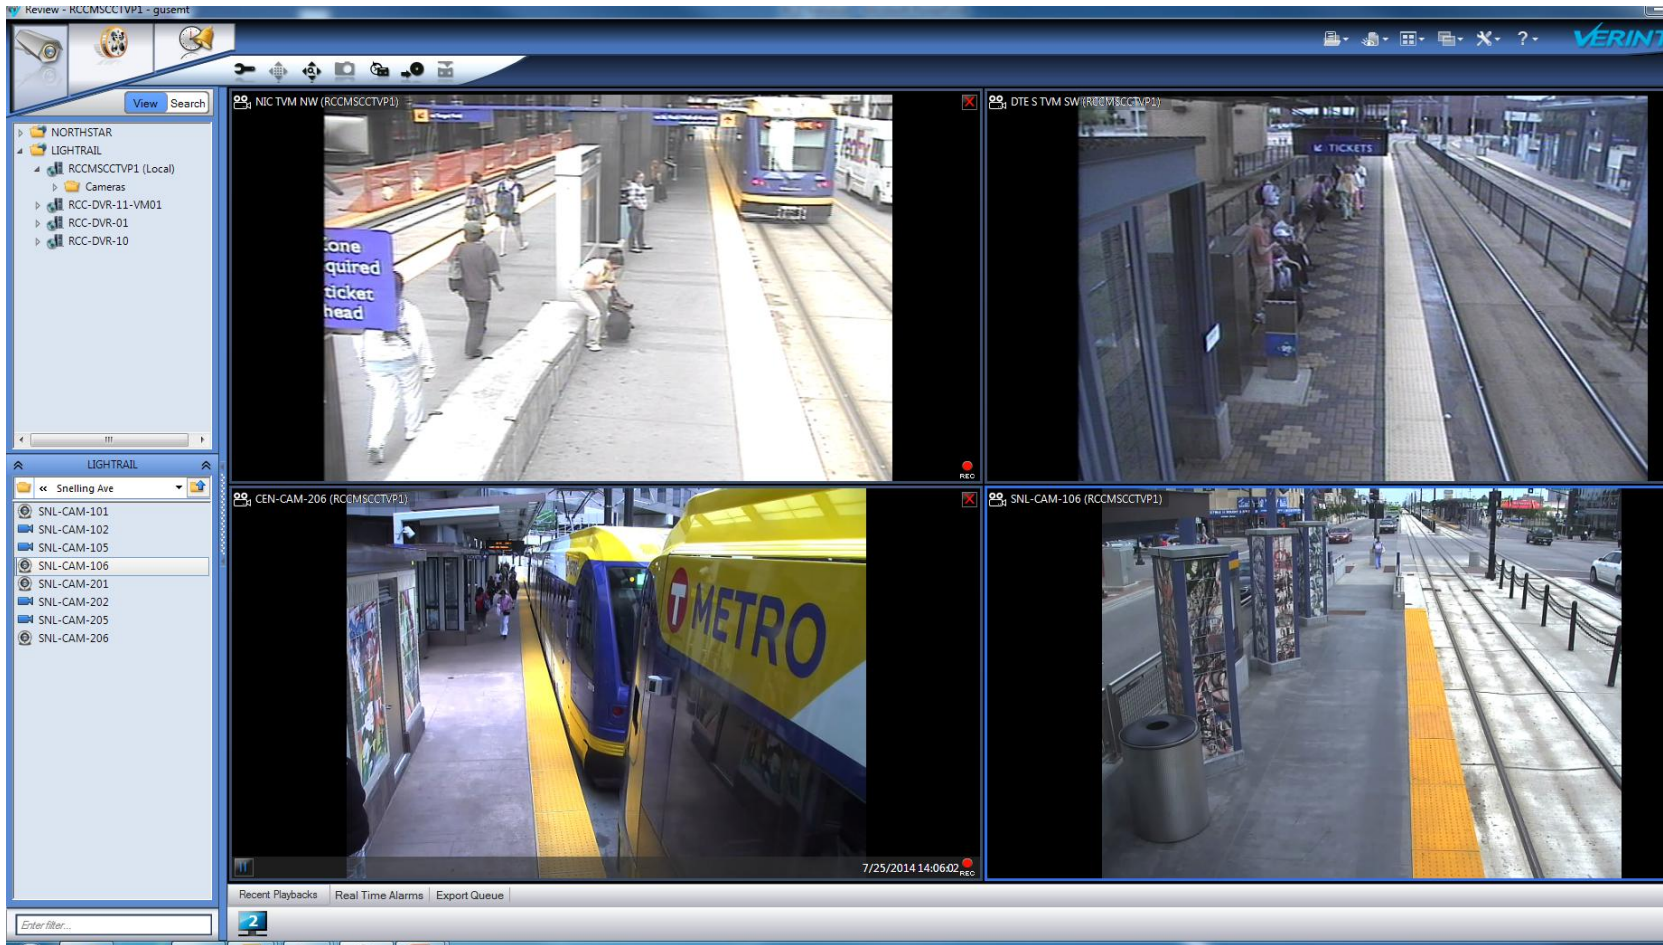 Review - RCCMSCCTVP1 - gusemt
VERINT
View
Search
NORTHSTAR
LIGHTRAIL
RCCMSCCTVP1 (Local)
Cameras
RCC-DVR-11-VM01
RCC-DVR-01
RCC-DVR-10
LIGHTRAIL
« Snelling Ave
SNL-CAM-101
SNL-CAM-102
SNL-CAM-105
SNL-CAM-106
SNL-CAM-201
SNL-CAM-202
SNL-CAM-205
SNL-CAM-206
Enter filter...
NIC TVM NW (RCCMSCCTVP1)
one
quired
ticket
head
REC
DTE S TVM SW (RCCMSCCTVP1)
TICKETS
CEN-CAM-206 (RCCMSCCTVP1)
T METRO
7/25/2014 14:06:02
REC
SNL-CAM-106 (RCCMSCCTVP1)
Recent Playbacks
Real Time Alarms
Export Queue
2